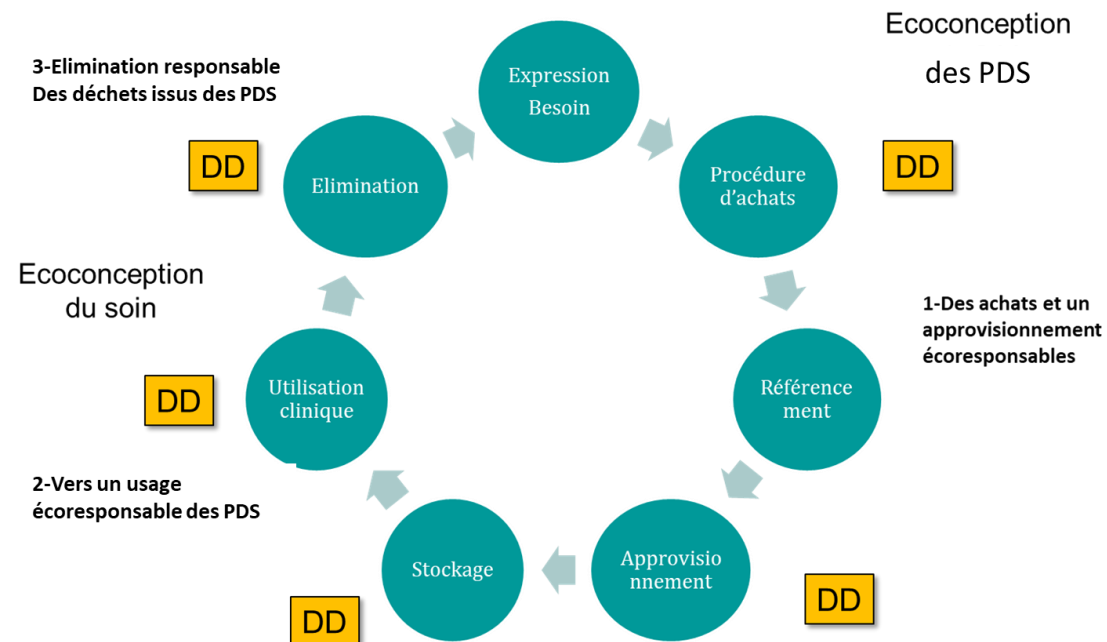 Ecoconception
des PDS
3-Elimination responsable
Des déchets issus des PDS
Expression
Besoin
DD
Elimination
Procédure
d'achats
DD
Ecoconception
du soin
1-Des achats et un
approvisionnement
écoresponsables
DD
Utilisation
clinique
Référence
ment
2-Vers un usage
écoresponsable des PDS
Stockage
Approvisio
nnement
DD
DD